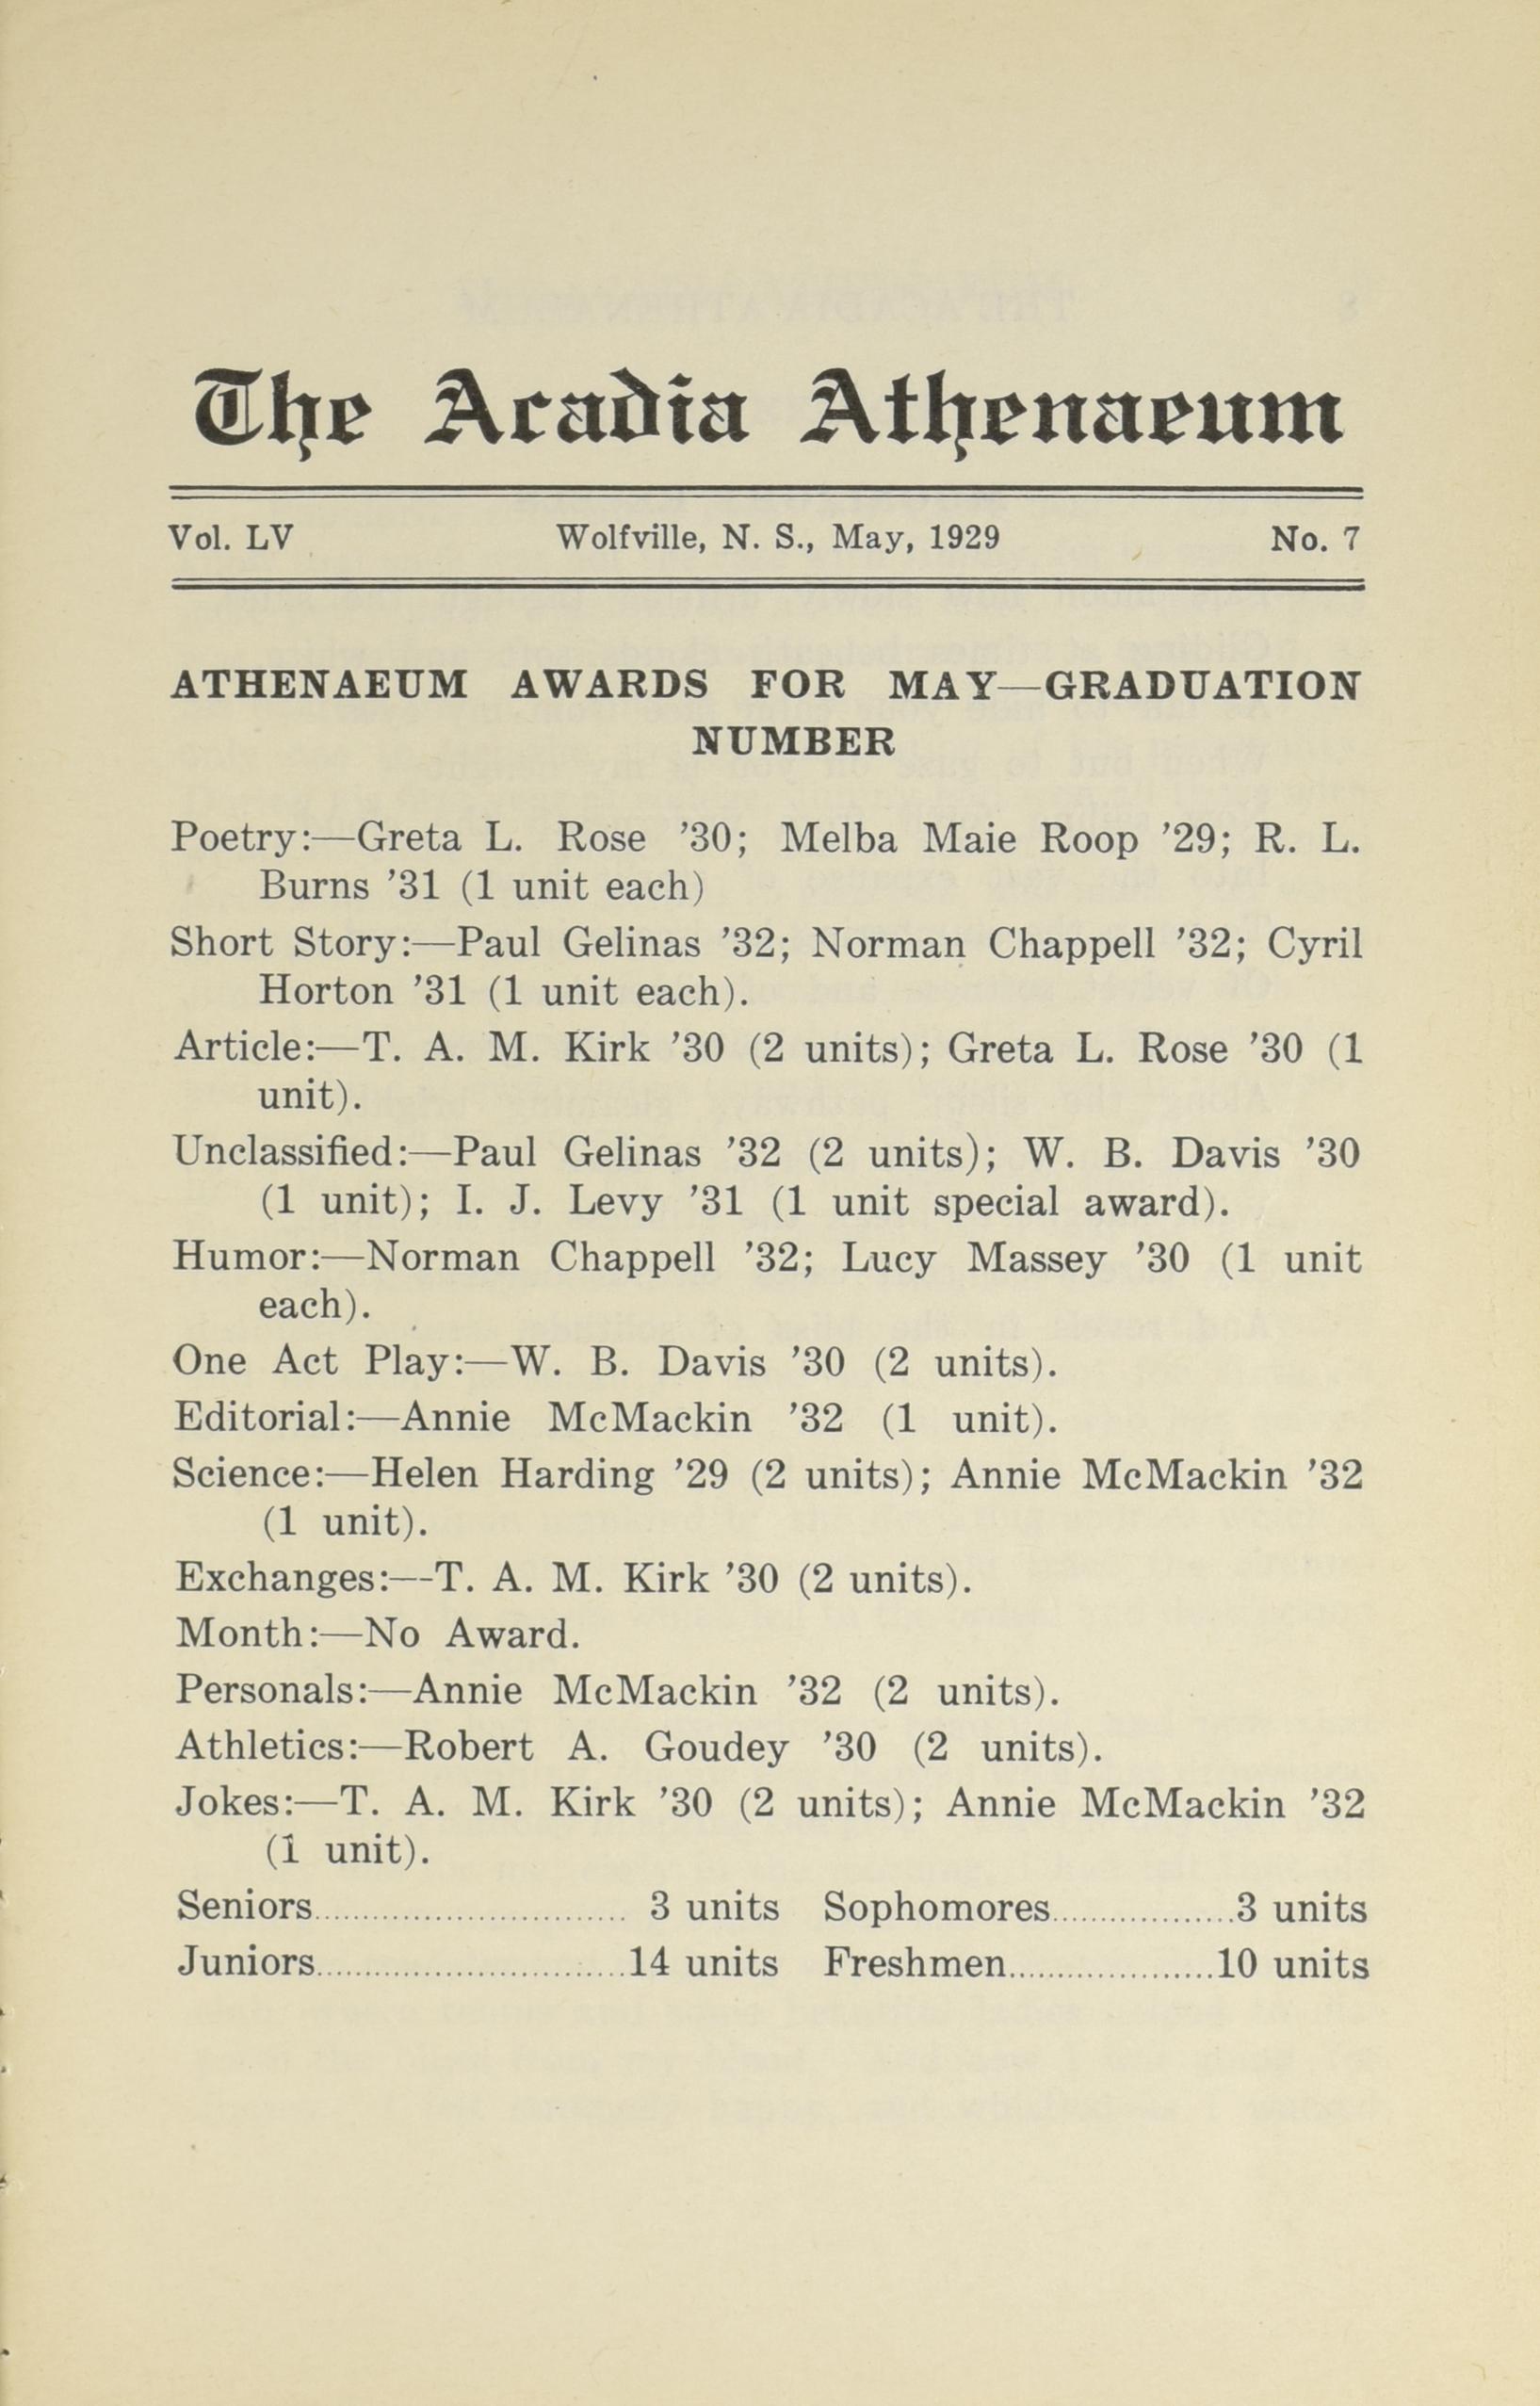 The Acadia Athenaeum
Vol. LV Wolfville, N. S., May, 1929 No. 7
ATHENAEUM AWARDS FOR MAY—GRADUATION
NUMBER
Poetry:—Greta L. Rose ’30; Melba Maie Roop ’29; R. L.
Burns ’31 (1 unit each)
Short Story:—Paul Gelinas ’32; Norman Chappell ’32; Cyril
Horton ’31 (1 unit each).
Article:—T. A. M. Kirk ’30 (2 units); Greta L. Rose ’30 (1
unit).
Unclassified:—Paul Gelinas ’32 (2 units); W. B. Davis ’30
(1 unit); I. J. Levy ’31 (1 unit special award).
Humor:—Norman Chappell ’32; Lucy Massey ’30 (1 unit
each).
One Act Play:—W. B. Davis ’30 (2 units).
Editorial:—Annie McMackin ’32 (1 unit).
Science:—Helen Harding ’29 (2 units); Annie McMackin ’32
(1 unit).
Exchanges:—-T. A. M. Kirk ’30 (2 units).
Month:—No Award.
Personals:—Annie McMackin ’32 (2 units).
Athletics:—Robert A. Goudey ’30 (2 units).
Jokes:—T. A. M. Kirk ’30 (2 units); Annie McMackin ’32
(1 unit).
Seniors.............................. 3 units Sophomores..................3 units
Juniors..............................14 units Freshmen....................10 units